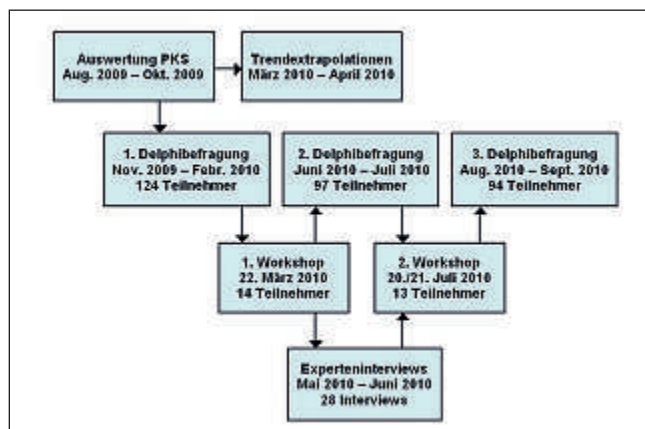 Auswertung PKS
Aug. 2009 – Okt. 2009
Trendextrapolationen
März 2010 – April 2010
1. Delphibefragung
Nov. 2009 – Febr. 2010
124 Teilnehmer
2. Delphibefragung
Juni 2010 – Juli 2010
97 Teilnehmer
3. Delphibefragung
Aug. 2010 – Sept. 2010
94 Teilnehmer
1. Workshop
22. März 2010
14 Teilnehmer
2. Workshop
20./21. Juli 2010
13 Teilnehmer
Experteninterviews
Mai 2010 – Juni 2010
28 Interviews